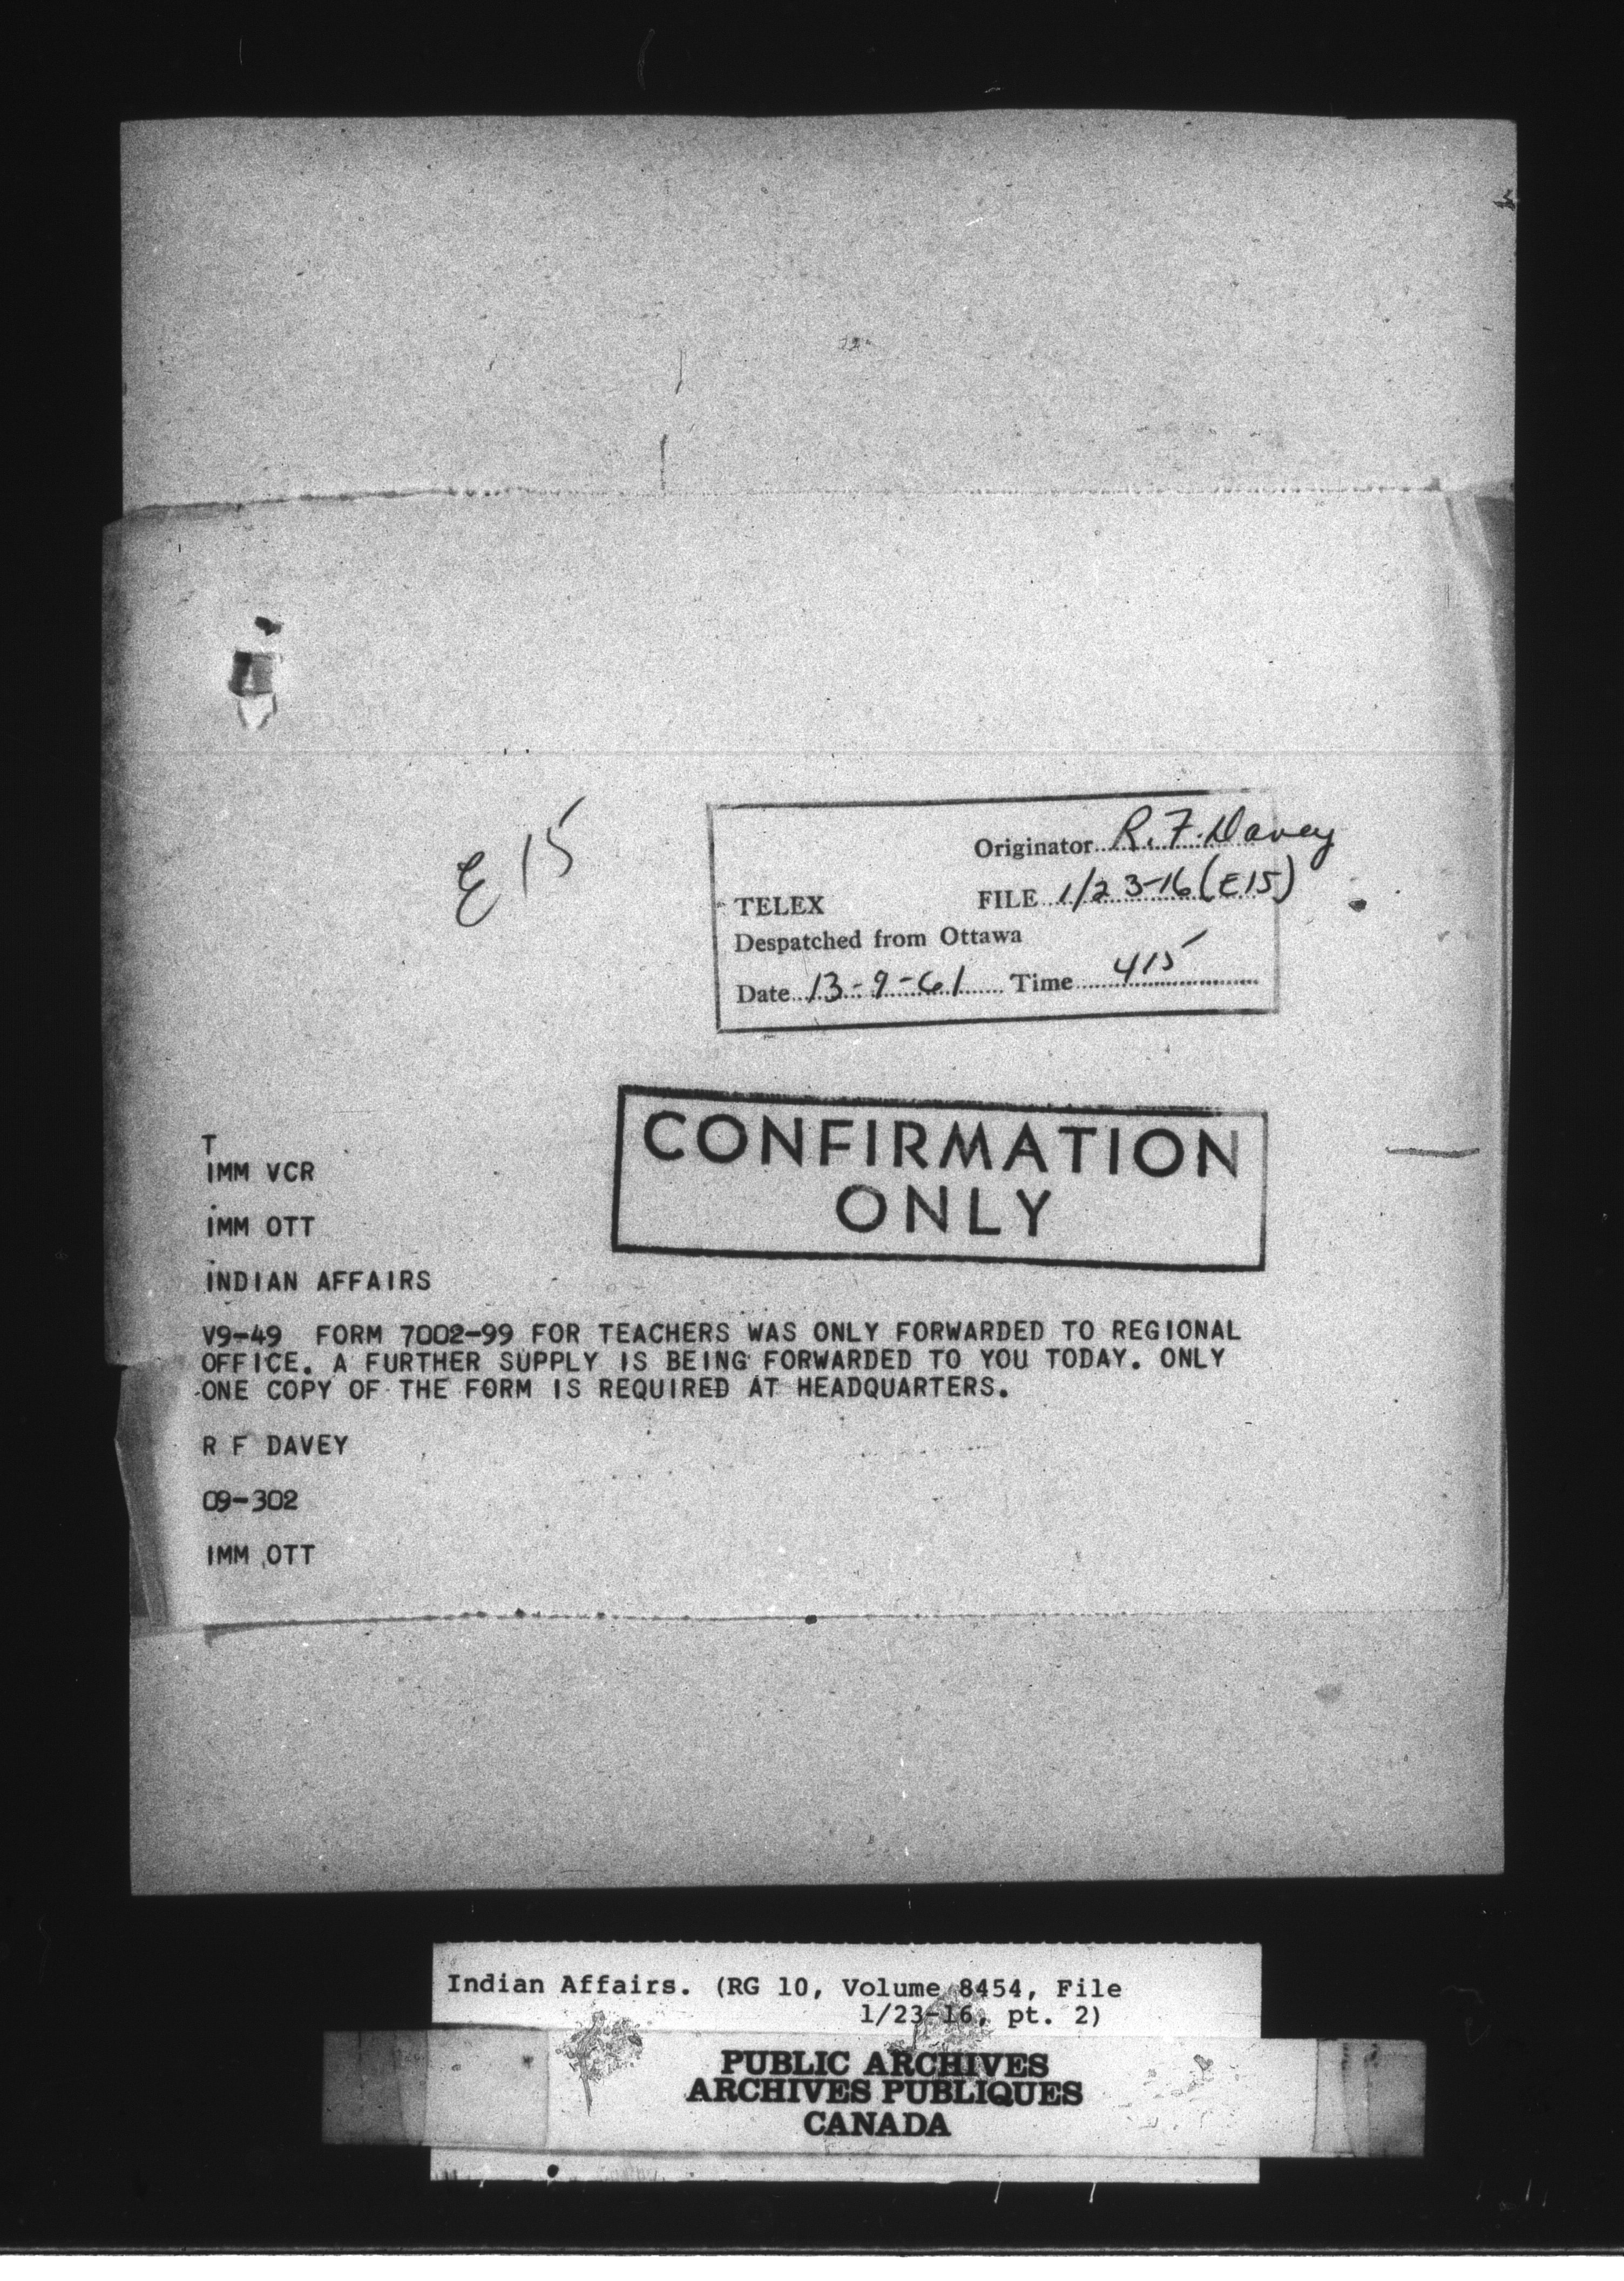 E 15
Originator R. F. Davey
TELEX FILE 1/23-16 (E15)
Despatched from Ottawa
Date 13-9-61 Time 415
CONFIRMATION
ONLY
T
IMM VCR
IMM OTT
INDIAN AFFAIRS
V9-49 FORM 7002-99 FOR TEACHERS WAS ONLY FORWARDED TO REGIONAL
OFFICE. A FURTHER SUPPLY IS BEING FORWARDED TO YOU TODAY. ONLY
ONE COPY OF THE FORM IS REQUIRED AT HEADQUARTERS.
R F DAVEY
09-302
IMM OTT
Indian Affairs. (RG 10, Volume 8454, File
1/23-16, pt. 2)
PUBLIC ARCHIVES
ARCHIVES PUBLIQUES
CANADA